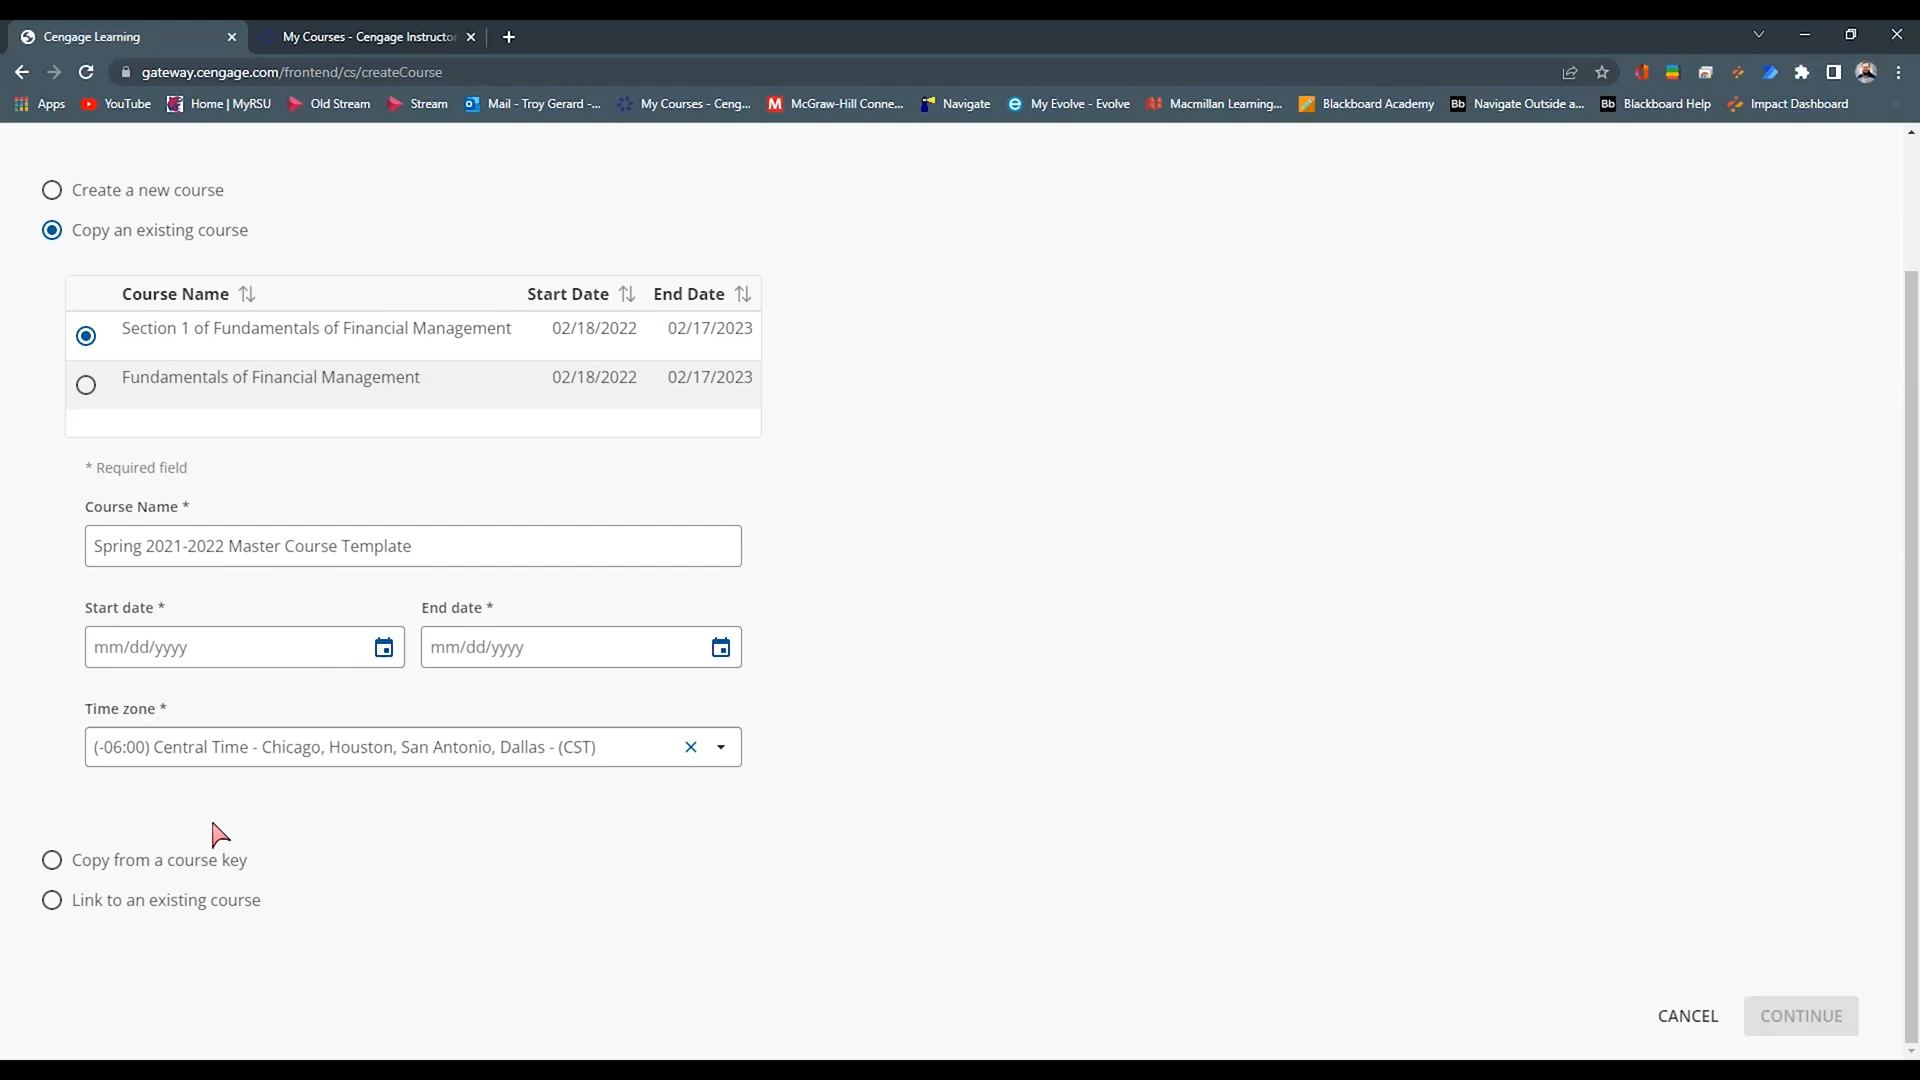 Cengage Learning
My Courses - Cengage Instructor
gateway.cengage.com/frontend/cs/createCourse
Apps YouTube Home | MyRSU Old Stream Stream Mail - Troy Gerard -... My Courses - Ceng... McGraw-Hill Conne... Navigate My Evolve - Evolve Macmillan Learning... Blackboard Academy Bb Navigate Outside a... Bb Blackboard Help Impact Dashboard
Create a new course
Copy an existing course
Course Name Start Date End Date
Section 1 of Fundamentals of Financial Management 02/18/2022 02/17/2023
Fundamentals of Financial Management 02/18/2022 02/17/2023
* Required field
Course Name *
Spring 2021-2022 Master Course Template
Start date * End date *
mm/dd/yyyy mm/dd/yyyy
Time zone *
(-06:00) Central Time - Chicago, Houston, San Antonio, Dallas - (CST)
Copy from a course key
Link to an existing course
CANCEL CONTINUE